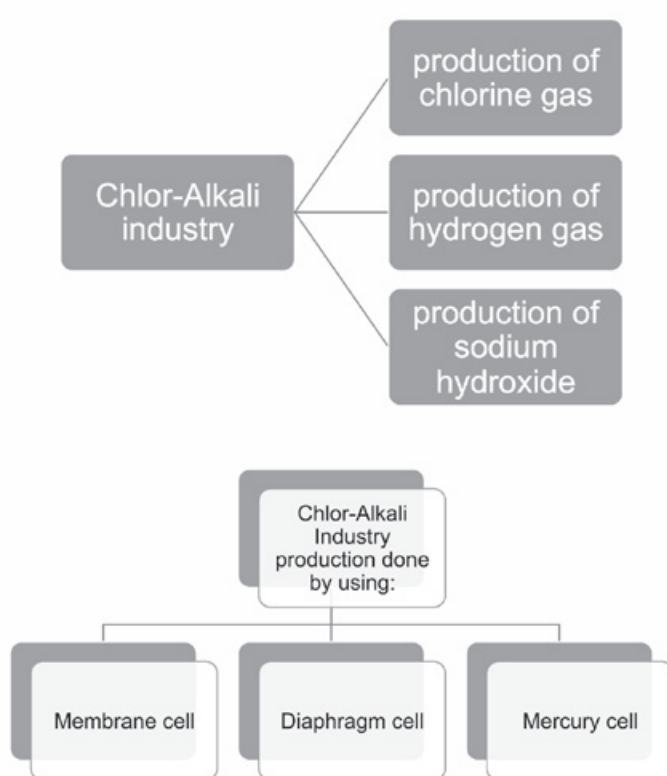 production of
chlorine gas
Chlor-Alkali
industry
production of
hydrogen gas
production of
sodium
hydroxide
Chlor-Alkali
Industry
production done
by using:
Membrane cell
Diaphragm cell
Mercury cell